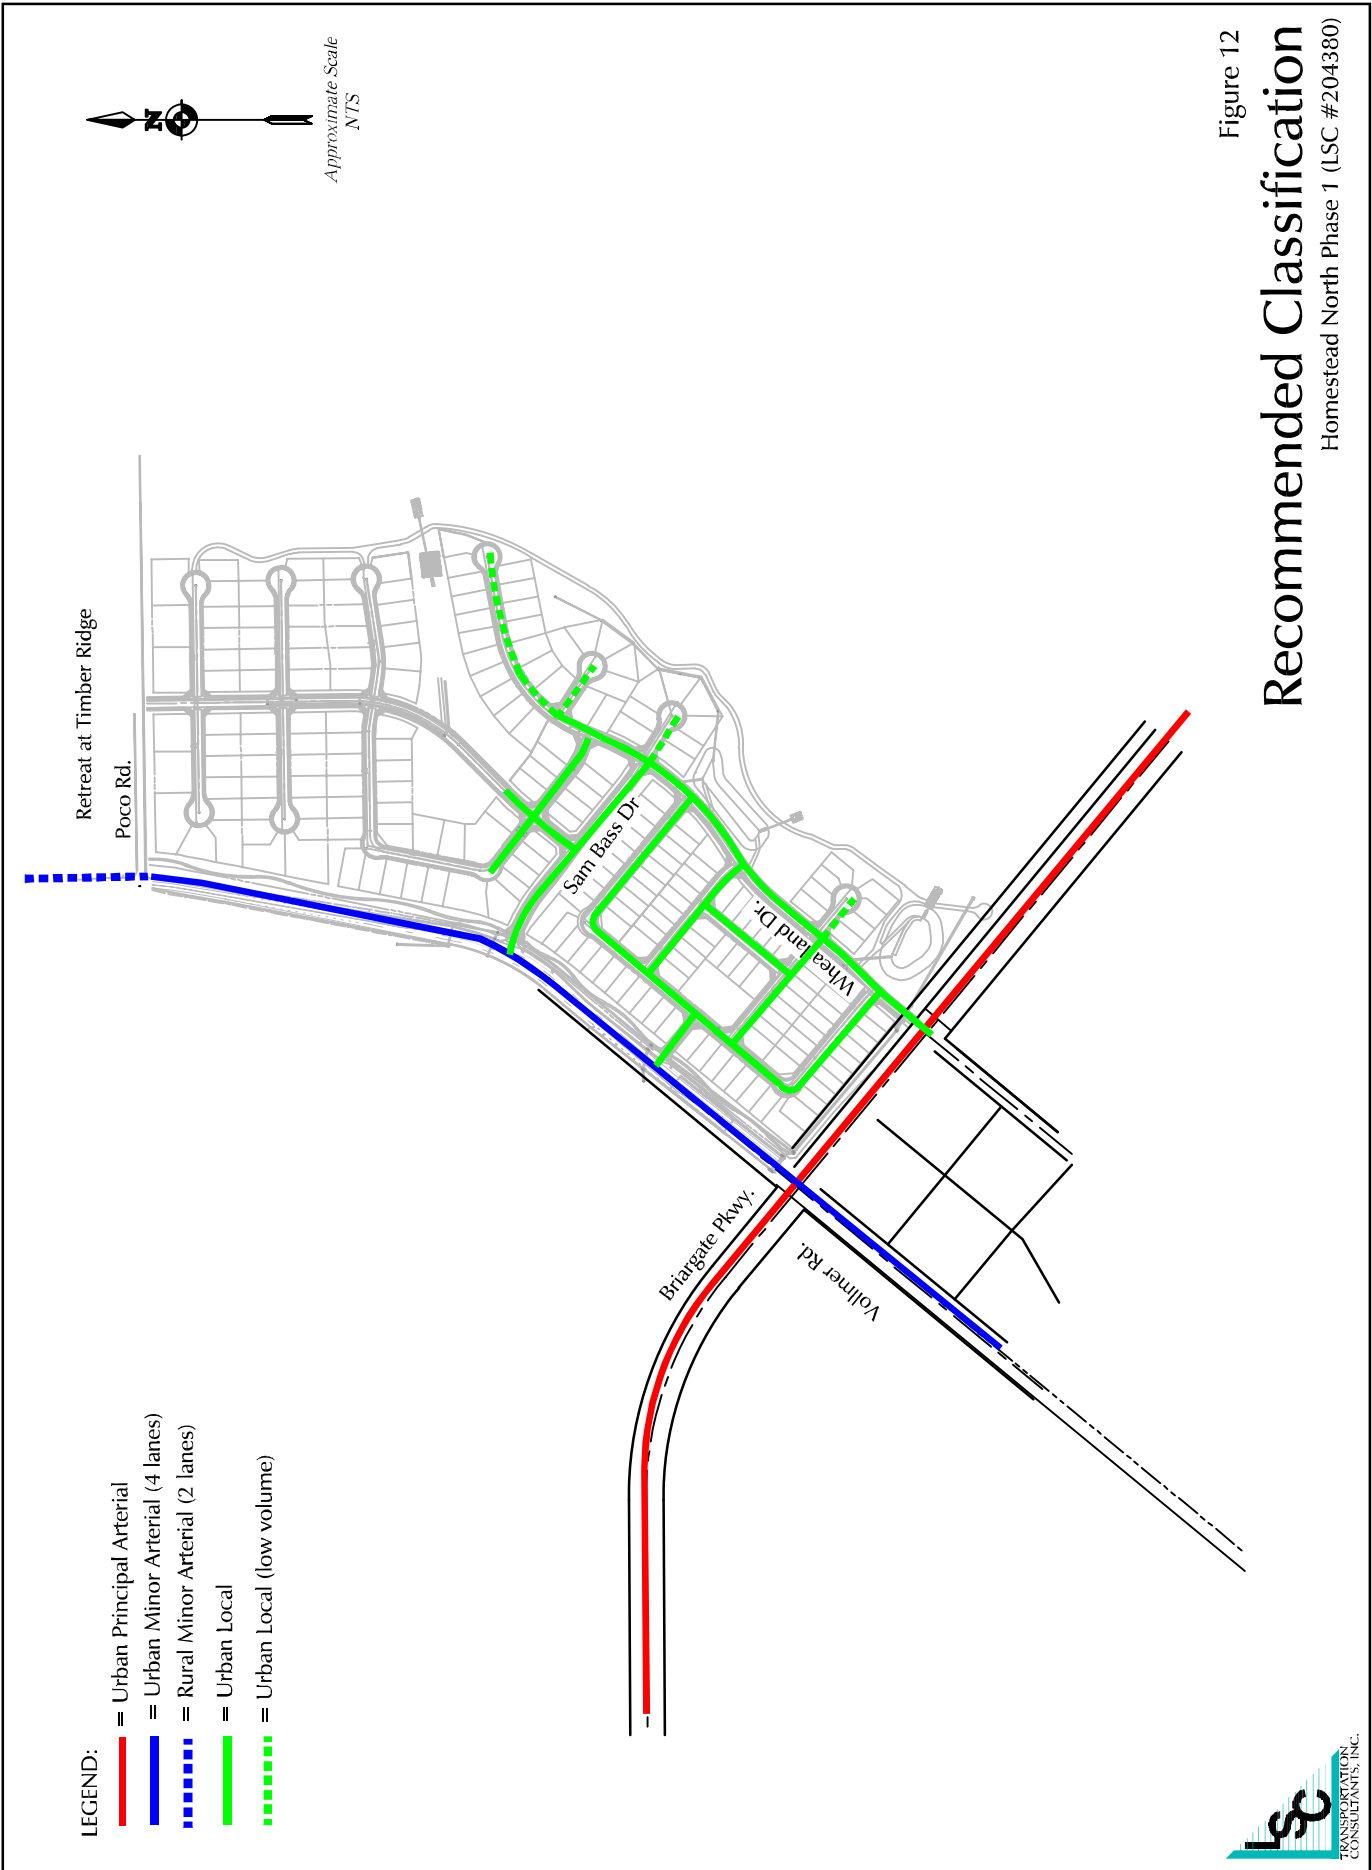 Approximate Scale
NTS
N
Retreat at Timber Ridge
Poco Rd.
Sam Bass Dr
Wheatland Dr.
Briargate Pkwy.
Vollmer Rd.
LEGEND:
= Urban Principal Arterial
= Urban Minor Arterial (4 lanes)
= Rural Minor Arterial (2 lanes)
= Urban Local
= Urban Local (low volume)
Figure 12
Recommended Classification
Homestead North Phase 1 (LSC #204380)
LSC
TRANSPORTATION
CONSULTANTS, INC.